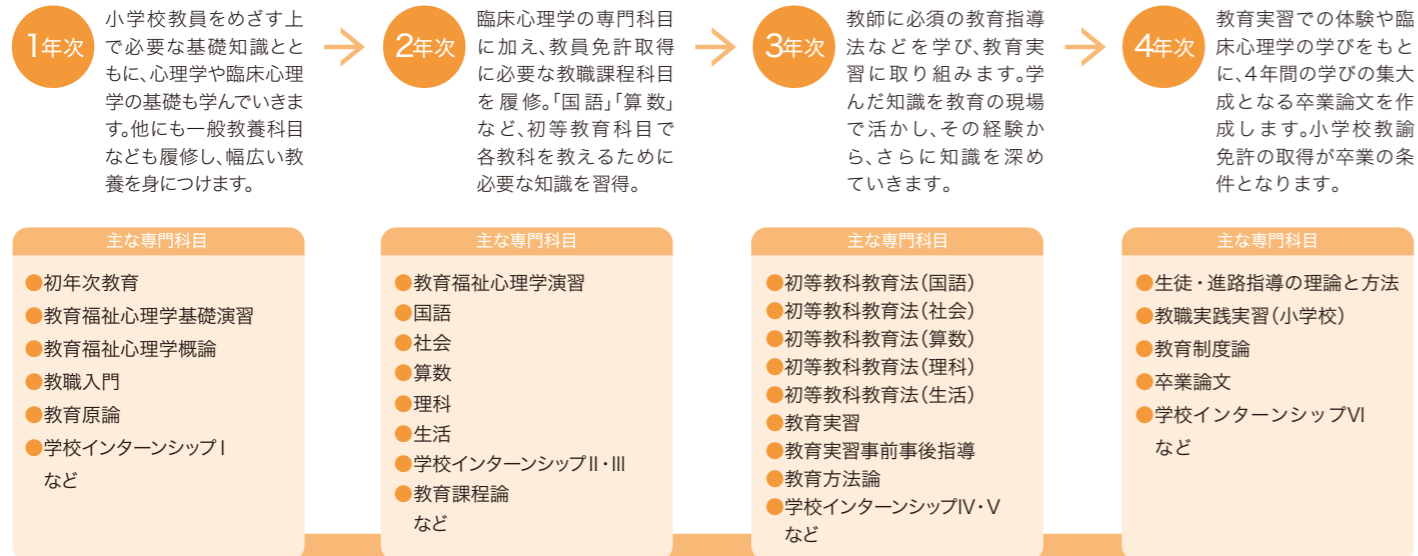 1年次
小学校教員をめざす上
で必要な基礎知識とと
もに、心理学や臨床心理
学の基礎も学んでいきま
す。他にも一般教養科目
なども履修し、幅広い教
養を身につけます。
2年次
臨床心理学の専門科目
に加え、教員免許取得
に必要な教職課程科目
を履修。「国語」「算数」
など、初等教育科目で
各教科を教えるために
必要な知識を習得。
3年次
教師に必須の教育指導
法などを学び、教育実
習に取り組みます。学
んだ知識を教育の現場
で活かし、その経験か
ら、さらに知識を深め
ていきます。
4年次
教育実習での体験や臨
床心理学の学びをもと
に、4年間の学びの集大
成となる卒業論文を作
成します。小学校教諭
免許の取得が卒業の条
件となります。
主な専門科目
●初年次教育
●教育福祉心理学基礎演習
●教育福祉心理学概論
●教職入門
●教育原論
●学校インターンシップⅠ
など
主な専門科目
●教育福祉心理学演習
●国語
●社会
●算数
●理科
●生活
●学校インターンシップⅡ・Ⅲ
●教育課程論
など
主な専門科目
●初等教科教育法(国語)
●初等教科教育法(社会)
●初等教科教育法(算数)
●初等教科教育法(理科)
●初等教科教育法(生活)
●教育実習
●教育実習事前事後指導
●教育方法論
●学校インターンシップⅣ・Ⅴ
など
主な専門科目
●生徒・進路指導の理論と方法
●教職実践実習(小学校)
●教育制度論
●卒業論文
●学校インターンシップⅥ
など